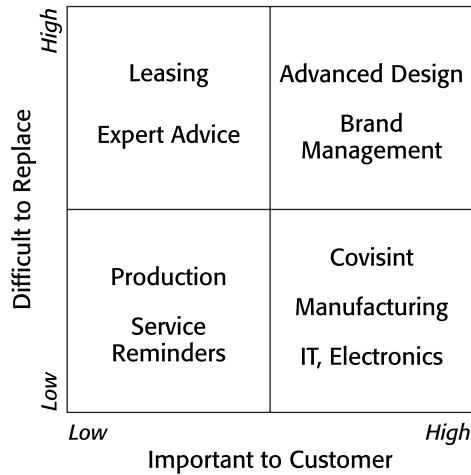 High
Difficult to Replace
Low
Leasing
Expert Advice
Advanced Design
Brand
Management
Production
Service
Reminders
Covisint
Manufacturing
IT, Electronics
Low
High
Important to Customer